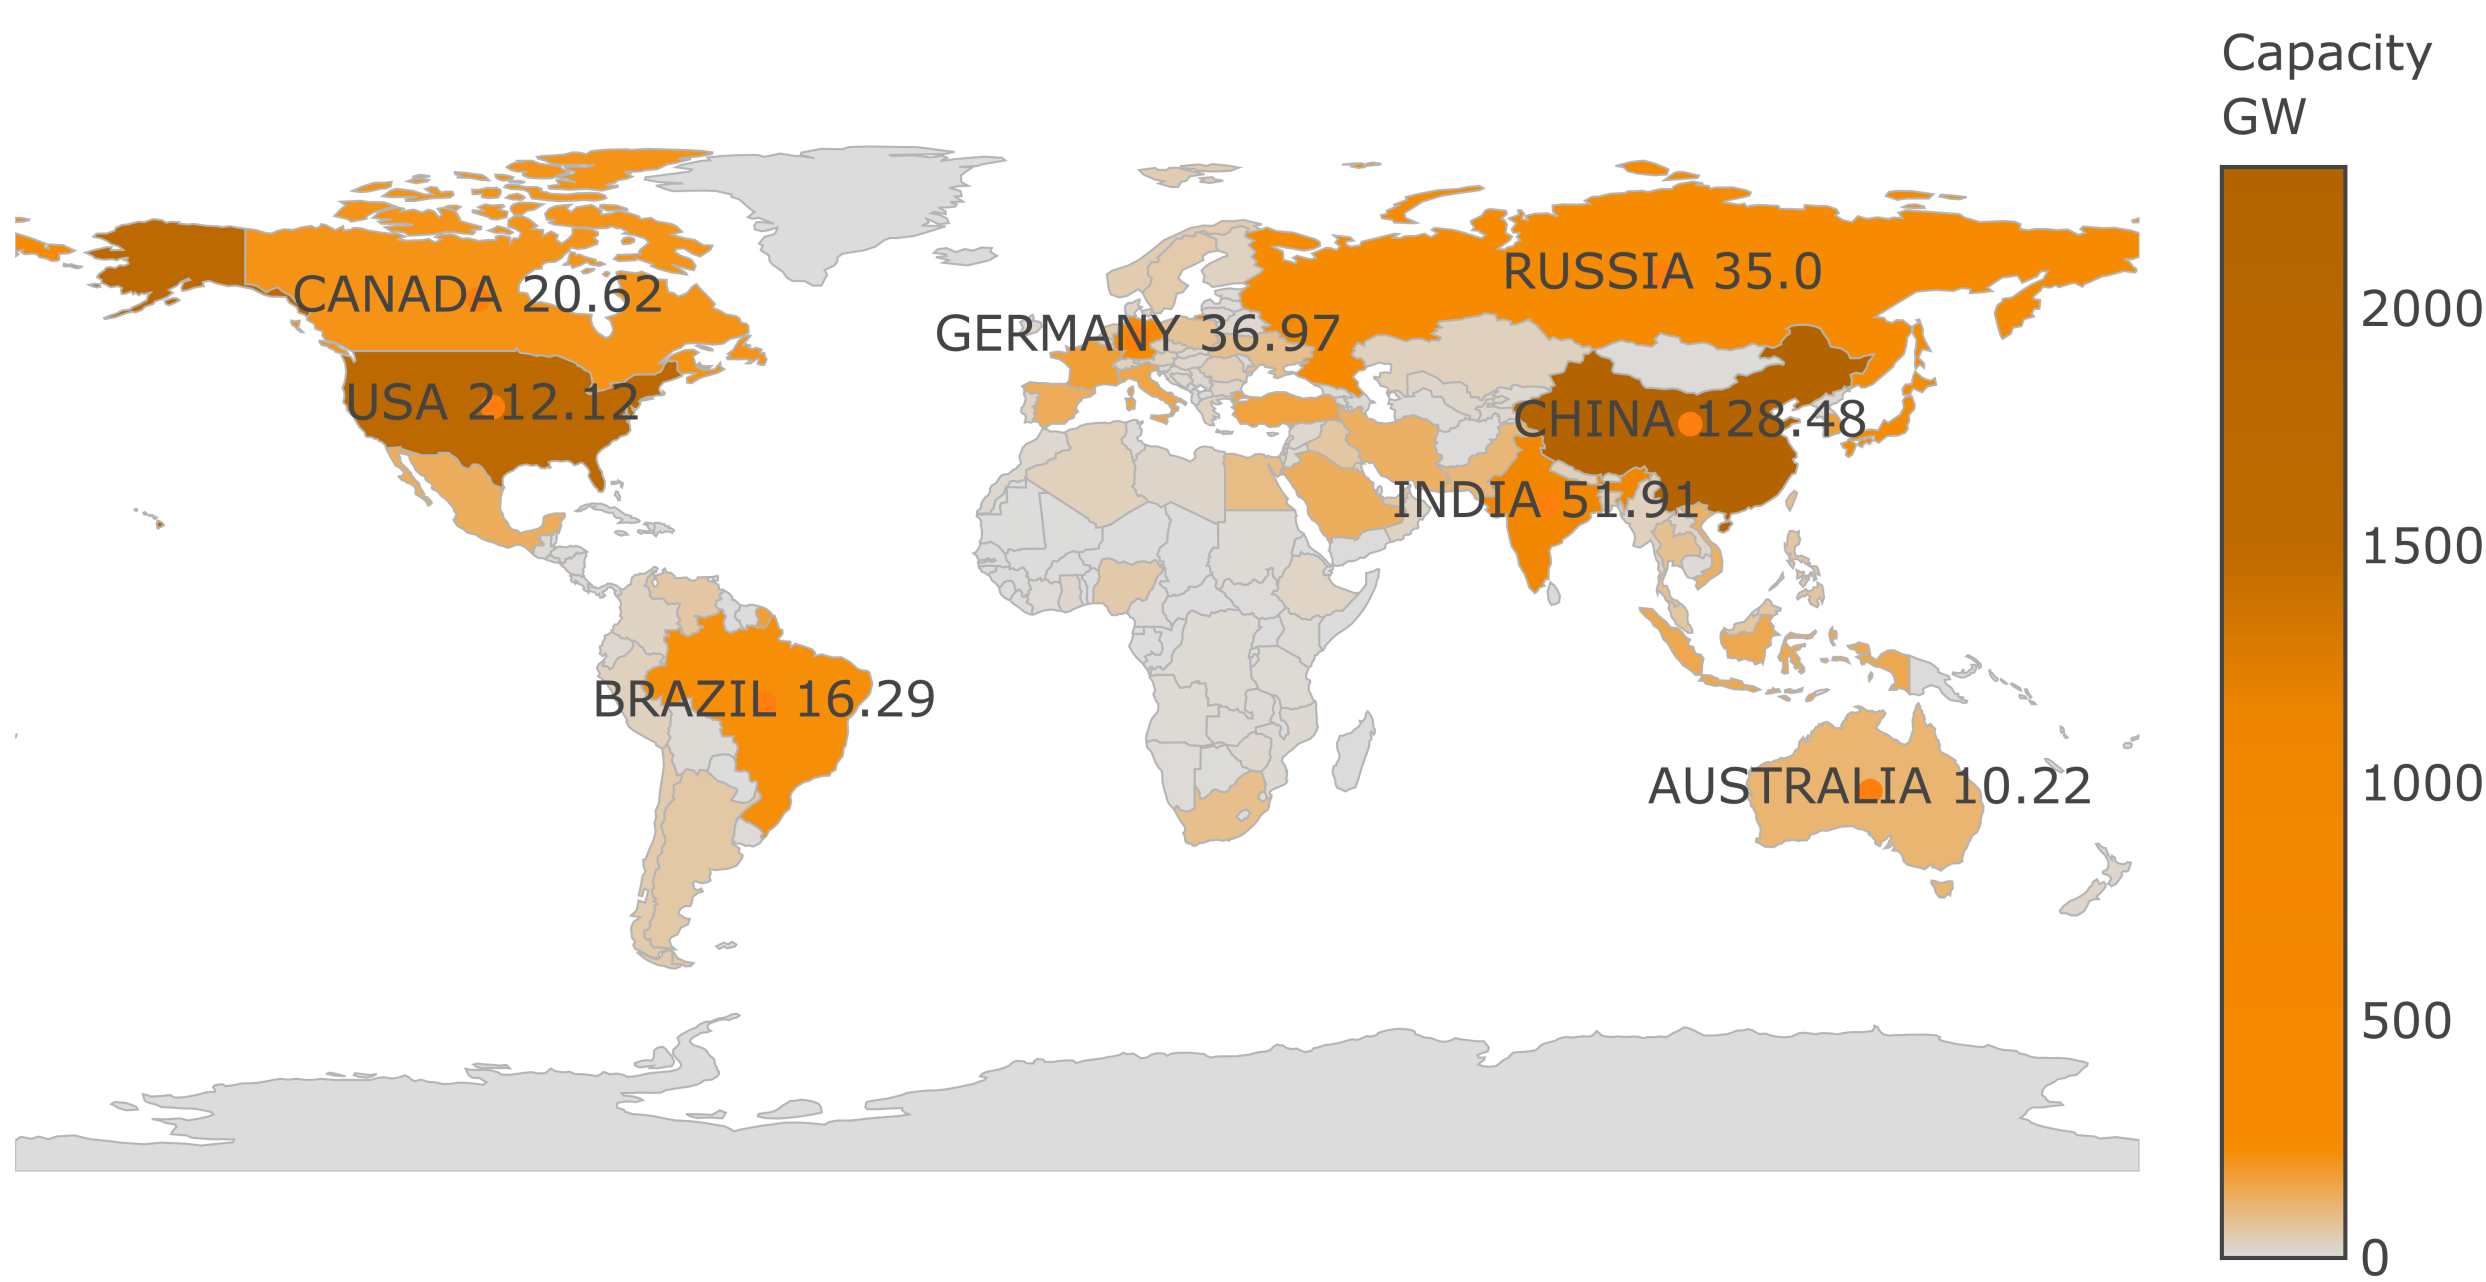 Capacity
GW
RUSSIA 35.0
CANADA 20.62
2000
GERMANY 36.97
USA 212.12
CHINA 128.48
INDIA 51.91
1500
BRAZIL 16.29
AUSTRALIA 10.22
1000
500
0